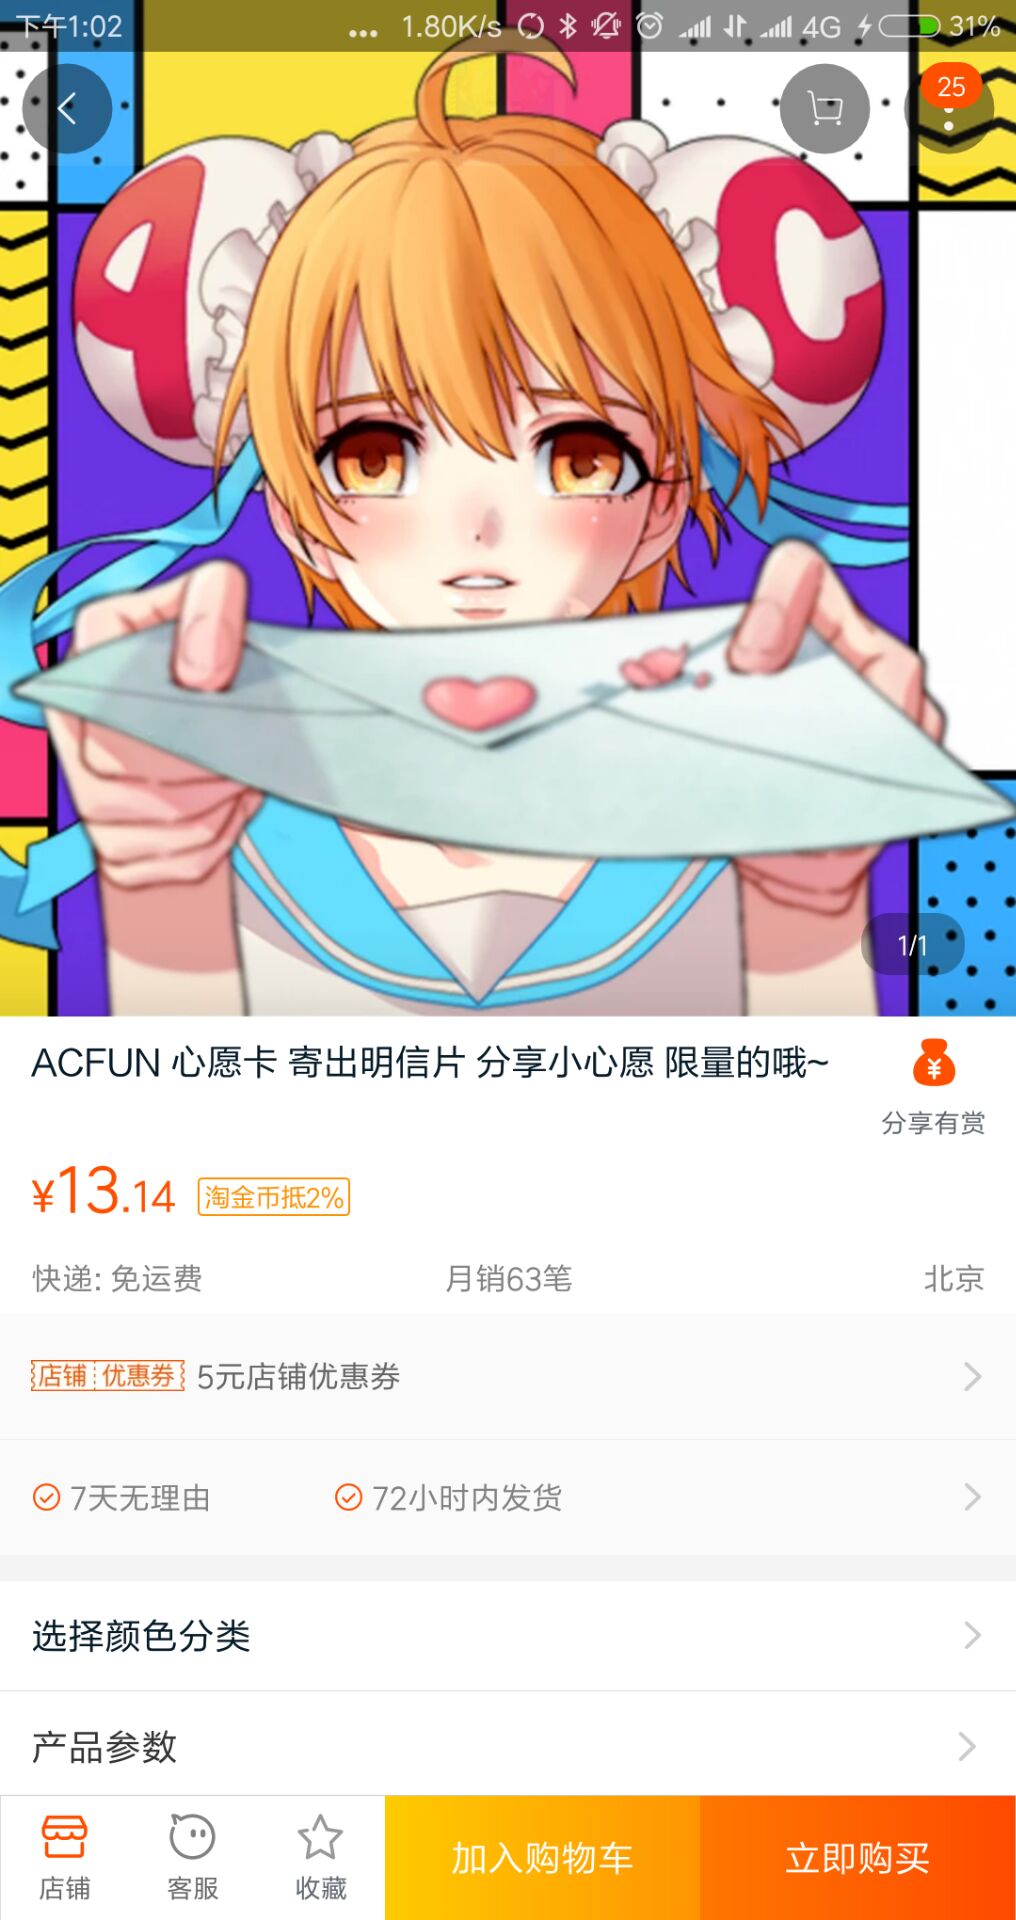 下午1:02 ... 1.80K/s 4G 31%
25
A C
1/1
ACFUN 心愿卡 寄出明信片 分享小心愿 限量的哦~
分享有赏
¥13.14 淘金币抵2%
快递: 免运费 月销63笔 北京
店铺 优惠券 5元店铺优惠券
7天无理由 72小时内发货
选择颜色分类
产品参数
店铺 客服 收藏 加入购物车 立即购买